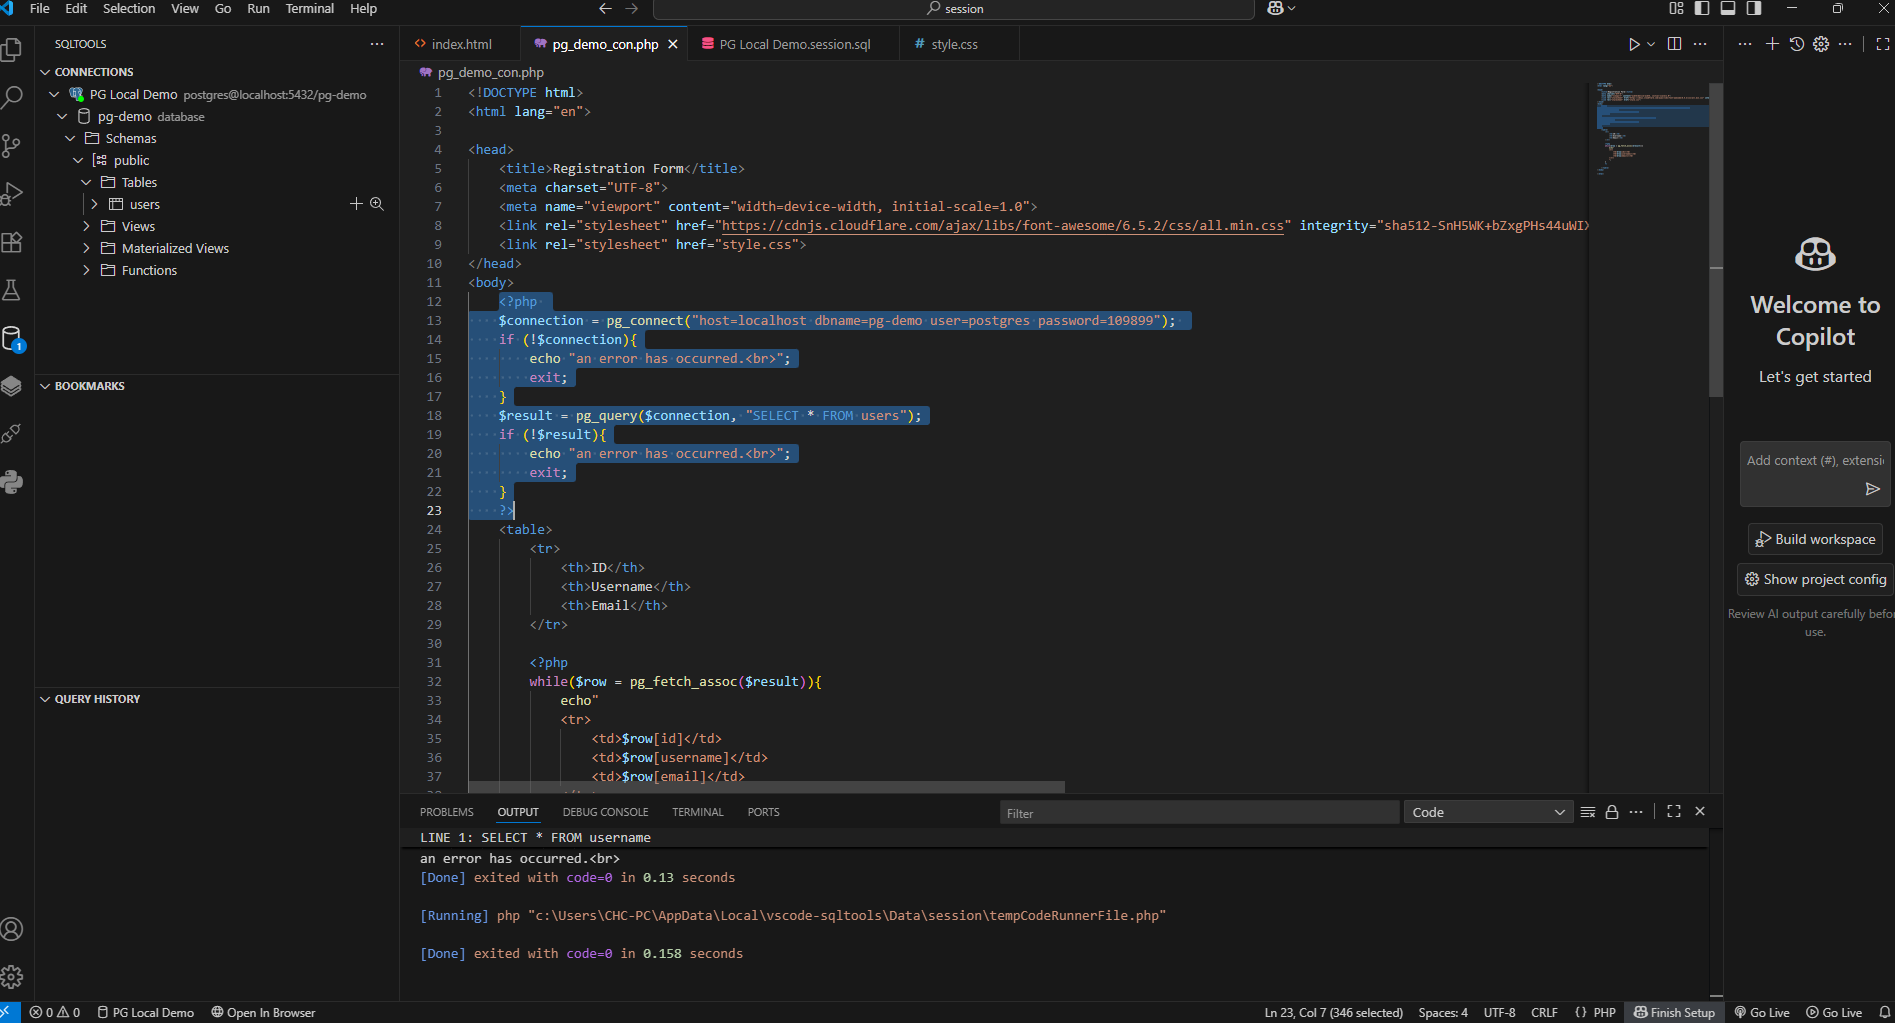 File Edit Selection View Go Run Terminal Help
session
SQLTOOLS
CONNECTIONS
PG Local Demo postgres@localhost:5432/pg-demo
pg-demo database
Schemas
public
Tables
users
Views
Materialized Views
Functions
1
BOOKMARKS
QUERY HISTORY
index.html
pg_demo_con.php
PG Local Demo.session.sql
style.css
pg_demo_con.php
1 <!DOCTYPE html>
2 <html lang="en">
3
4 <head>
5 <title>Registration Form</title>
6 <meta charset="UTF-8">
7 <meta name="viewport" content="width=device-width, initial-scale=1.0">
8 <link rel="stylesheet" href="https://cdnjs.cloudflare.com/ajax/libs/font-awesome/6.5.2/css/all.min.css" integrity="sha512-SnH5WK+bZxgPHs44uWI
9 <link rel="stylesheet" href="style.css">
10 </head>
11 <body>
12 <?php
13 $connection = pg_connect("host=localhost dbname=pg-demo user=postgres password=109899");
14 if (!$connection){
15 echo "an error has occurred.<br>";
16 exit;
17 }
18 $result = pg_query($connection, "SELECT * FROM users");
19 if (!$result){
20 echo "an error has occurred.<br>";
21 exit;
22 }
23 ?>
24 <table>
25 <tr>
26 <th>ID</th>
27 <th>Username</th>
28 <th>Email</th>
29 </tr>
30
31 <?php
32 while($row = pg_fetch_assoc($result)){
33 echo"
34 <tr>
35 <td>$row[id]</td>
36 <td>$row[username]</td>
37 <td>$row[email]</td>
PROBLEMS OUTPUT DEBUG CONSOLE TERMINAL PORTS
Filter
Code
LINE 1: SELECT * FROM username
an error has occurred.<br>
[Done] exited with code=0 in 0.13 seconds
[Running] php "c:\Users\CHC-PC\AppData\Local\vscode-sqltools\Data\session\tempCodeRunnerFile.php"
[Done] exited with code=0 in 0.158 seconds
Welcome to
Copilot
Let's get started
Add context (#), extensi
Build workspace
Show project config
Review AI output carefully befor
use.
0 0 PG Local Demo Open In Browser
Ln 23, Col 7 (346 selected) Spaces: 4 UTF-8 CRLF {} PHP Finish Setup Go Live Go Live